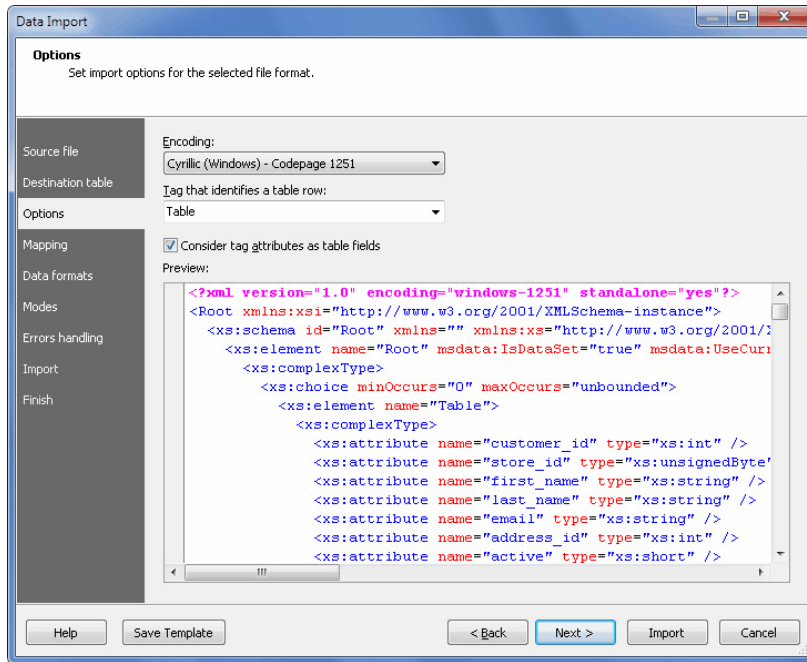 Data Import
Options
Set import options for the selected file format.
Source file
Destination table
Options
Mapping
Data formats
Modes
Errors handling
Import
Finish
Encoding:
Cyrillic (Windows) - Codepage 1251
Tag that identifies a table row:
Table
Consider tag attributes as table fields
Preview:
<?xml version="1.0" encoding="windows-1251" standalone="yes"?>
<Root xmlns:xsi="http://www.w3.org/2001/XMLSchema-instance">
<xs:schema id="Root" xmlns="" xmlns:xs="http://www.w3.org/2001/
<xs:element name="Root" msdata:IsDataSet="true" msdata:UseCurr
<xs:complexType>
<xs:choice minOccurs="0" maxOccurs="unbounded">
<xs:element name="Table">
<xs:complexType>
<xs:attribute name="customer_id" type="xs:int" />
<xs:attribute name="store_id" type="xs:unsignedByte"
<xs:attribute name="first_name" type="xs:string" />
<xs:attribute name="last_name" type="xs:string" />
<xs:attribute name="email" type="xs:string" />
<xs:attribute name="address_id" type="xs:int" />
<xs:attribute name="active" type="xs:short" />
Help
Save Template
< Back
Next >
Import
Cancel